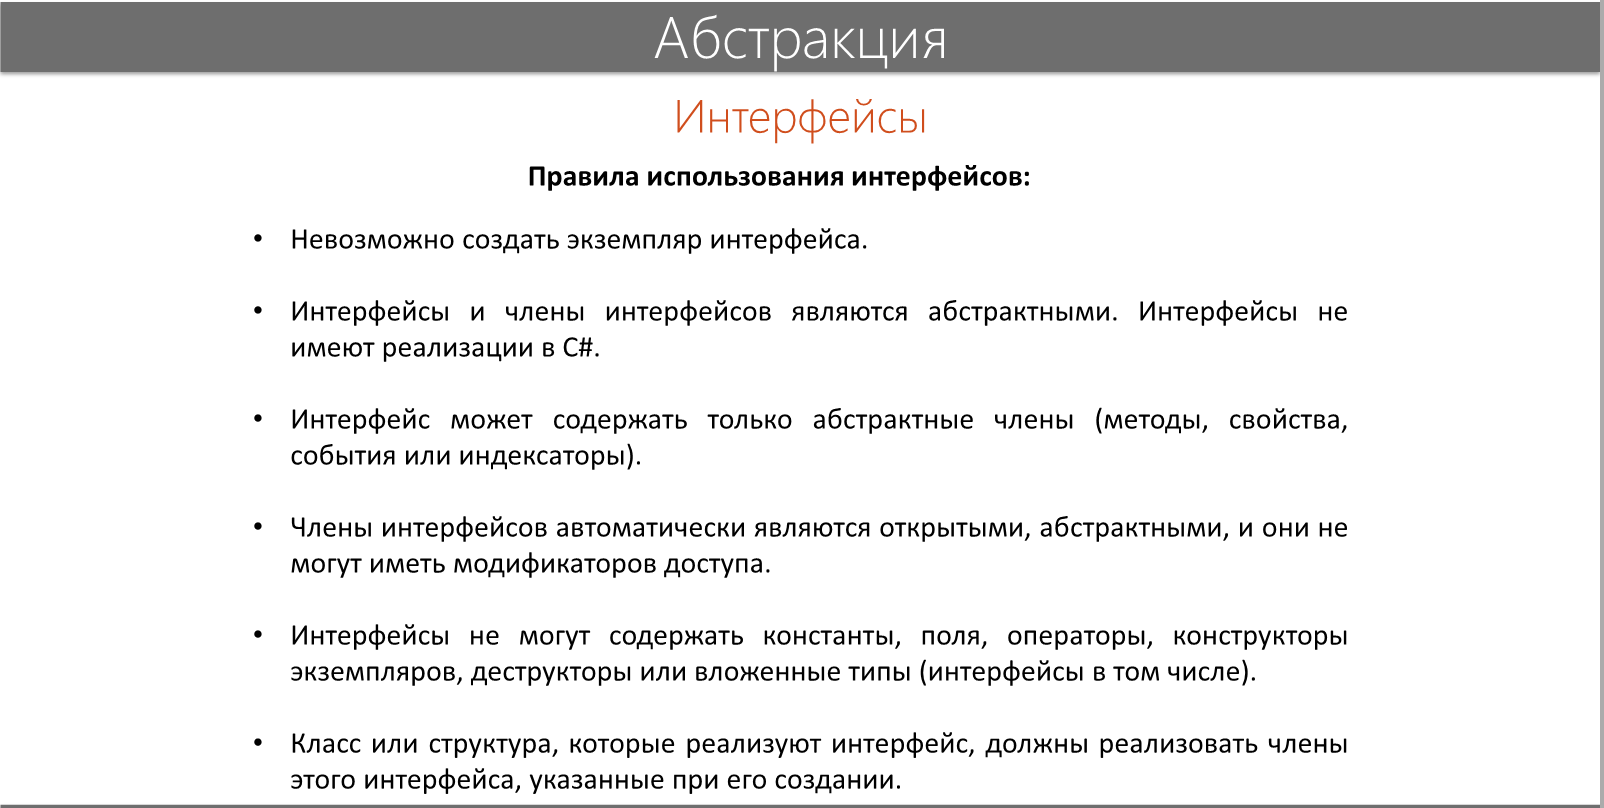 Абстракция
Интерфейсы
Правила использования интерфейсов:
• Невозможно создать экземпляр интерфейса.
• Интерфейсы и члены интерфейсов являются абстрактными. Интерфейсы не
имеют реализации в C#.
• Интерфейс может содержать только абстрактные члены (методы, свойства,
события или индексаторы).
• Члены интерфейсов автоматически являются открытыми, абстрактными, и они не
могут иметь модификаторов доступа.
• Интерфейсы не могут содержать константы, поля, операторы, конструкторы
экземпляров, деструкторы или вложенные типы (интерфейсы в том числе).
• Класс или структура, которые реализуют интерфейс, должны реализовать члены
этого интерфейса, указанные при его создании.